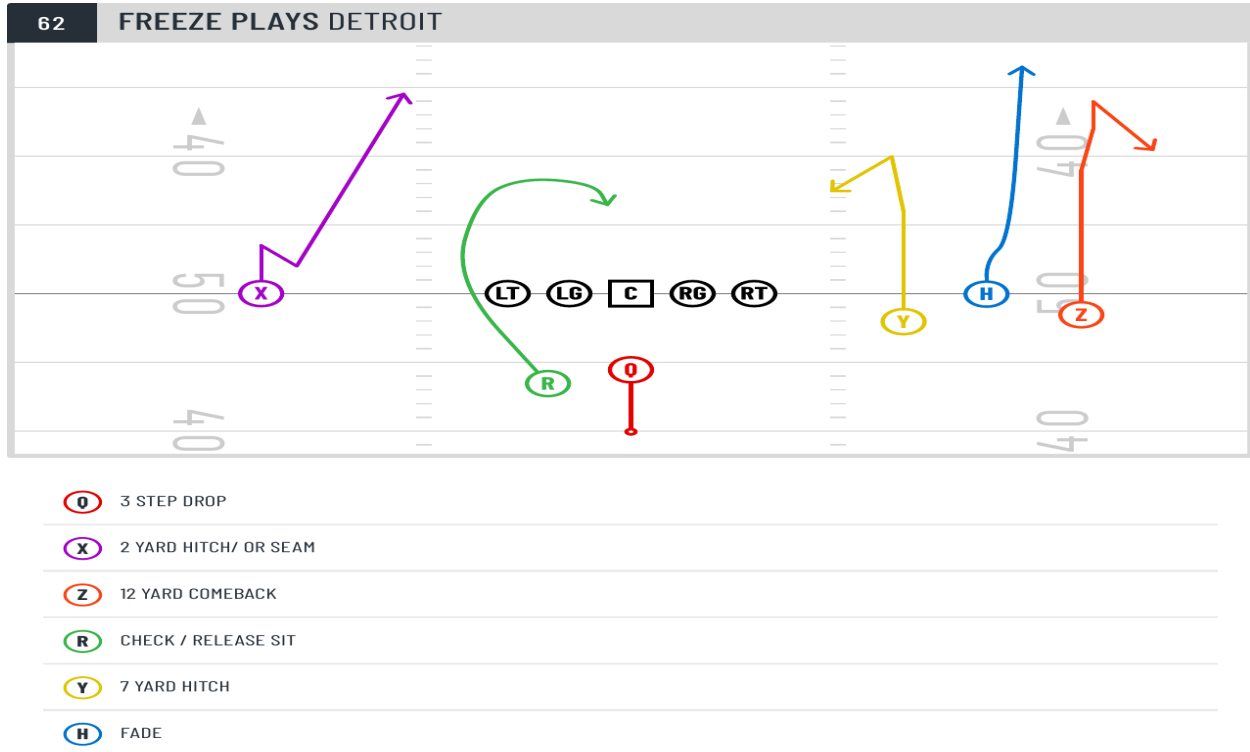 62 FREEZE PLAYS DETROIT
40 40
50 50
X LT LG C RG RT H
Y Z
R Q
40 40
Q 3 STEP DROP
X 2 YARD HITCH/ OR SEAM
Z 12 YARD COMEBACK
R CHECK / RELEASE SIT
Y 7 YARD HITCH
H FADE